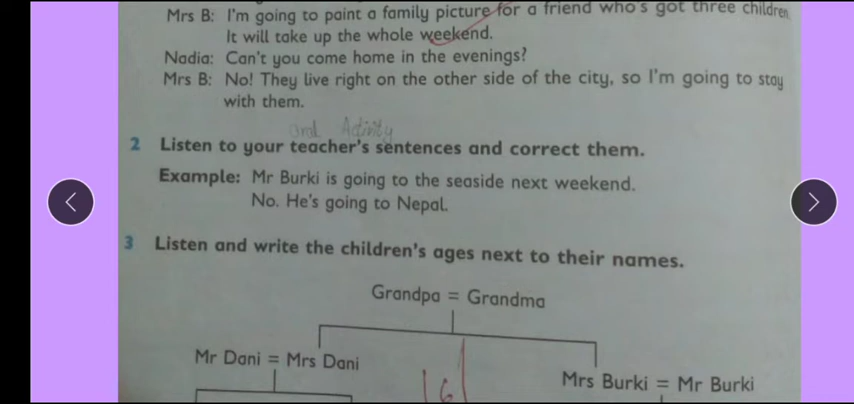 Mrs B: I'm going to paint a family picture for a friend who's got three children.
It will take up the whole weekend.
Nadia: Can't you come home in the evenings?
Mrs B: No! They live right on the other side of the city, so I'm going to stay
with them.
Oral Activity
2 Listen to your teacher's sentences and correct them.
Example: Mr Burki is going to the seaside next weekend.
No. He's going to Nepal.
3 Listen and write the children's ages next to their names.
Grandpa = Grandma
Mr Dani = Mrs Dani
Mrs Burki = Mr Burki